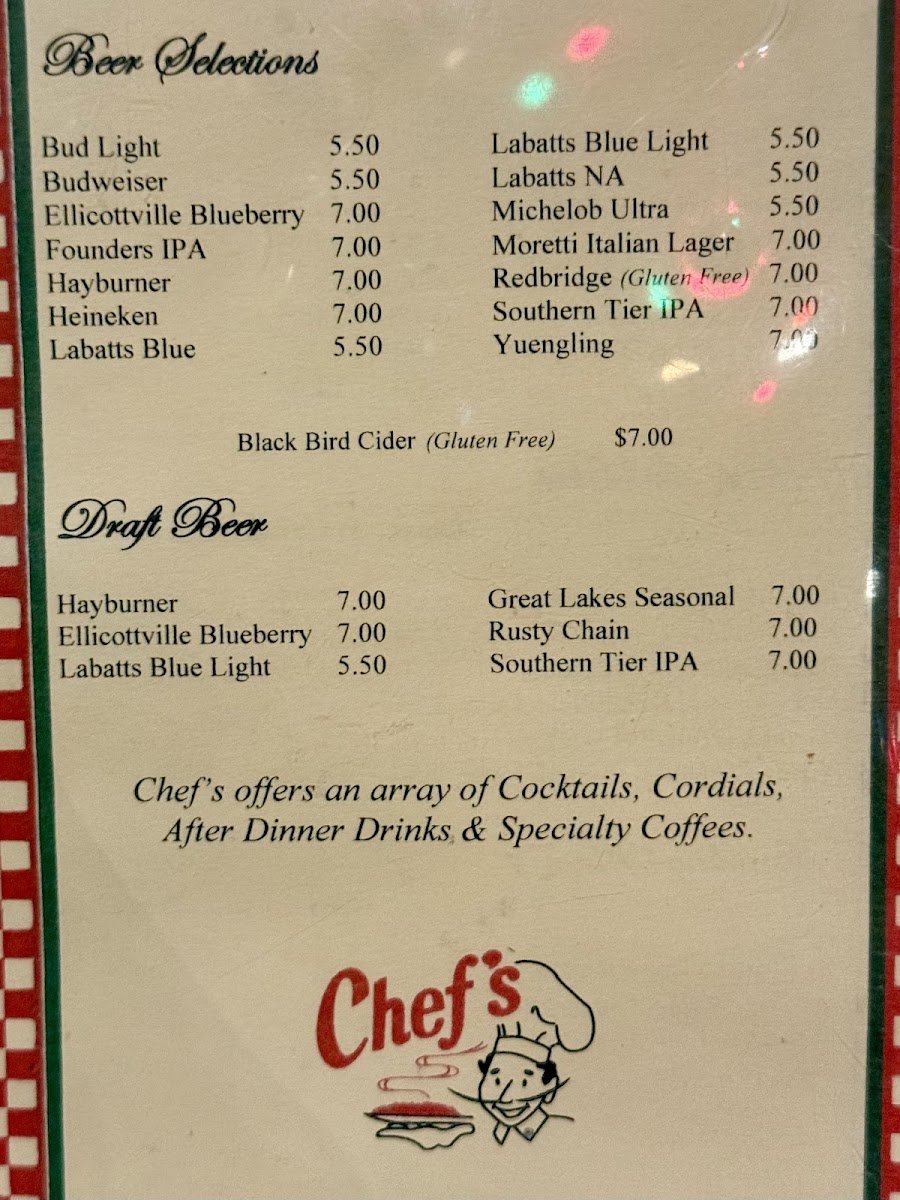 Beer Selections
Bud Light 5.50
Budweiser 5.50
Ellicottville Blueberry 7.00
Founders IPA 7.00
Hayburner 7.00
Heineken 7.00
Labatts Blue 5.50
Labatts Blue Light 5.50
Labatts NA 5.50
Michelob Ultra 5.50
Moretti Italian Lager 7.00
Redbridge (Gluten Free) 7.00
Southern Tier IPA 7.00
Yuengling 7.00
Black Bird Cider (Gluten Free) $7.00
Draft Beer
Hayburner 7.00
Ellicottville Blueberry 7.00
Labatts Blue Light 5.50
Great Lakes Seasonal 7.00
Rusty Chain 7.00
Southern Tier IPA 7.00
Chef's offers an array of Cocktails, Cordials,
After Dinner Drinks & Specialty Coffees.
Chef's